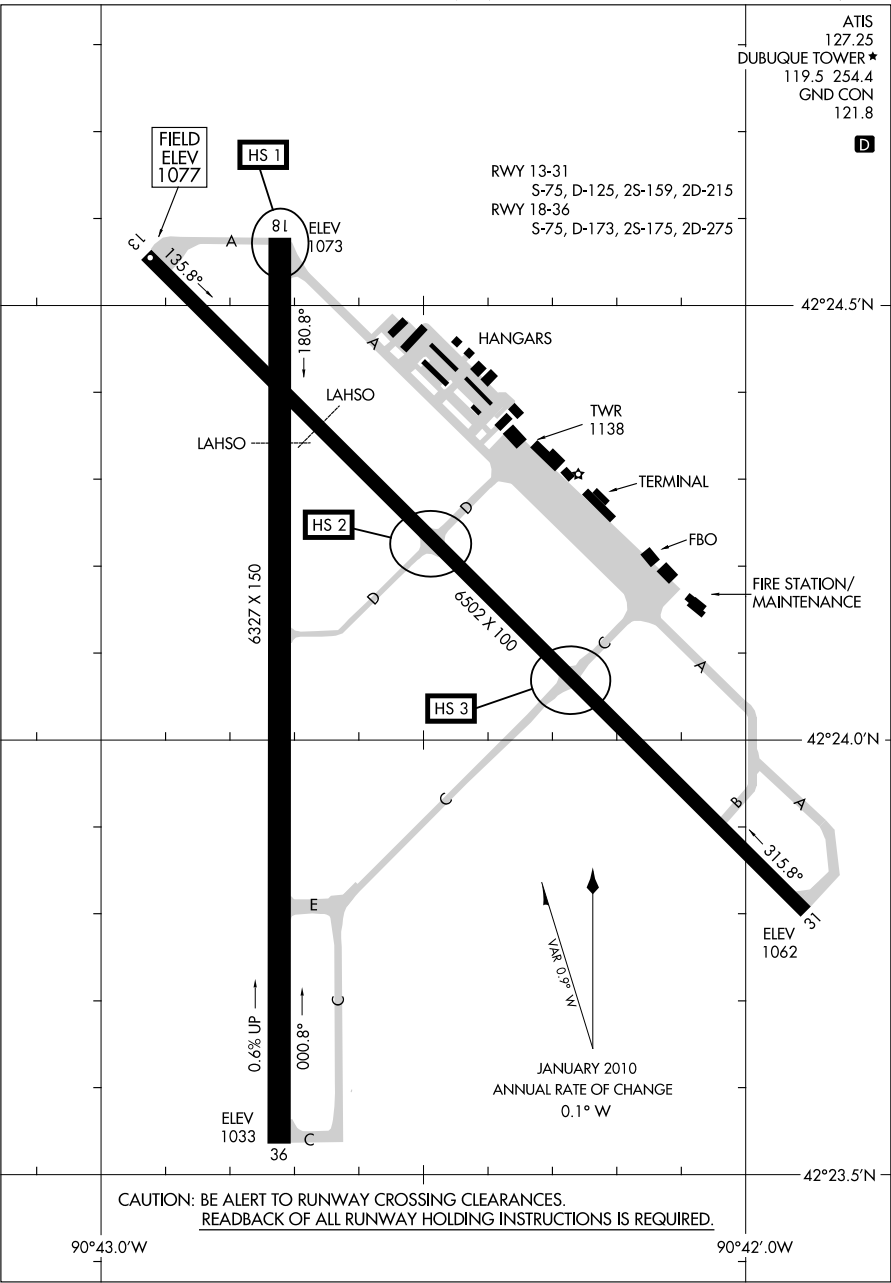 ATIS
127.25
DUBUQUE TOWER★
119.5 254.4
GND CON
121.8
D
FIELD
ELEV
1077
HS 1
RWY 13-31
S-75, D-125, 2S-159, 2D-215
RWY 18-36
S-75, D-173, 2S-175, 2D-275
18
ELEV
1073
13
A
135.8°
42°24.5'N
180.8°
A
HANGARS
LAHSO
LAHSO
TWR
1138
TERMINAL
D
HS 2
FBO
6327 X 150
D
6502 X 100
FIRE STATION/
MAINTENANCE
C
A
HS 3
42°24.0'N
C
B
A
315.8°
E
31
ELEV
1062
VAR 0.9° W
C
0.6% UP
000.8°
JANUARY 2010
ANNUAL RATE OF CHANGE
0.1° W
ELEV
1033
C
36
42°23.5'N
CAUTION: BE ALERT TO RUNWAY CROSSING CLEARANCES.
READBACK OF ALL RUNWAY HOLDING INSTRUCTIONS IS REQUIRED.
90°43.0'W
90°42'.0W